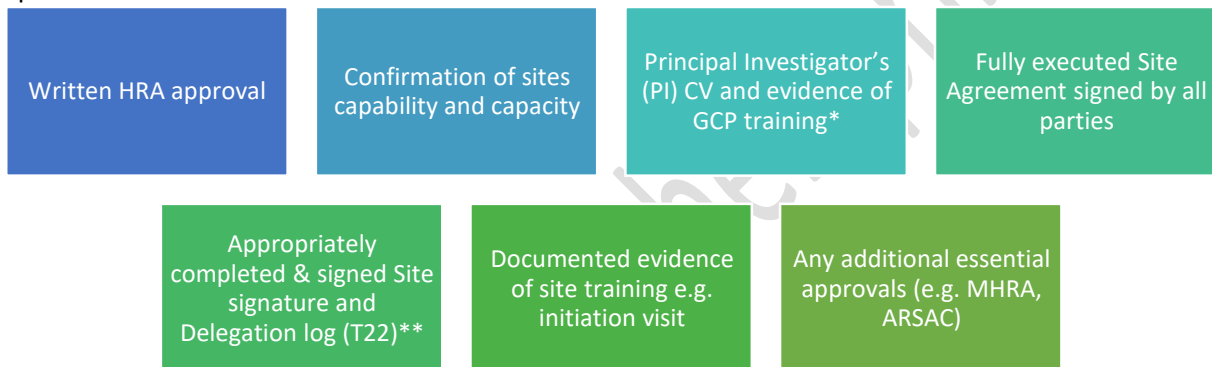 Written HRA approval
Confirmation of sites
capability and capacity
Principal Investigator's
(PI) CV and evidence of
GCP training*
Fully executed Site
Agreement signed by all
parties
Appropriately
completed & signed Site
signature and
Delegation log (T22)**
Documented evidence
of site training e.g.
initiation visit
Any additional essential
approvals (e.g. MHRA,
ARSAC)